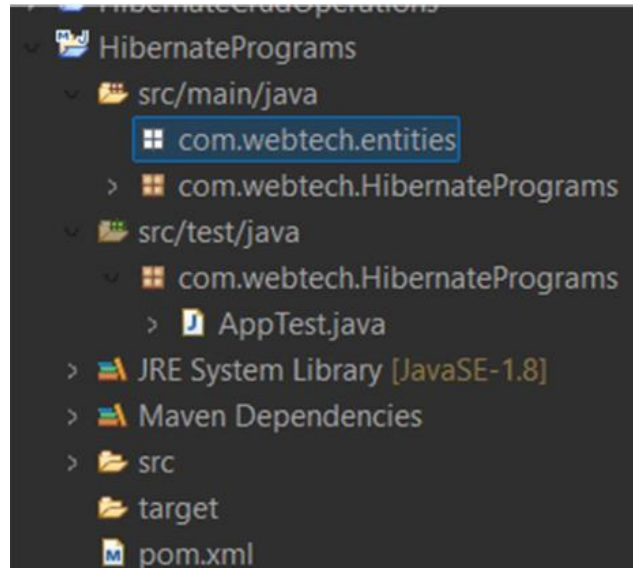 HibernateCrudOperations
HibernatePrograms
src/main/java
com.webtech.entities
com.webtech.HibernatePrograms
src/test/java
com.webtech.HibernatePrograms
AppTest.java
JRE System Library [JavaSE-1.8]
Maven Dependencies
src
target
pom.xml